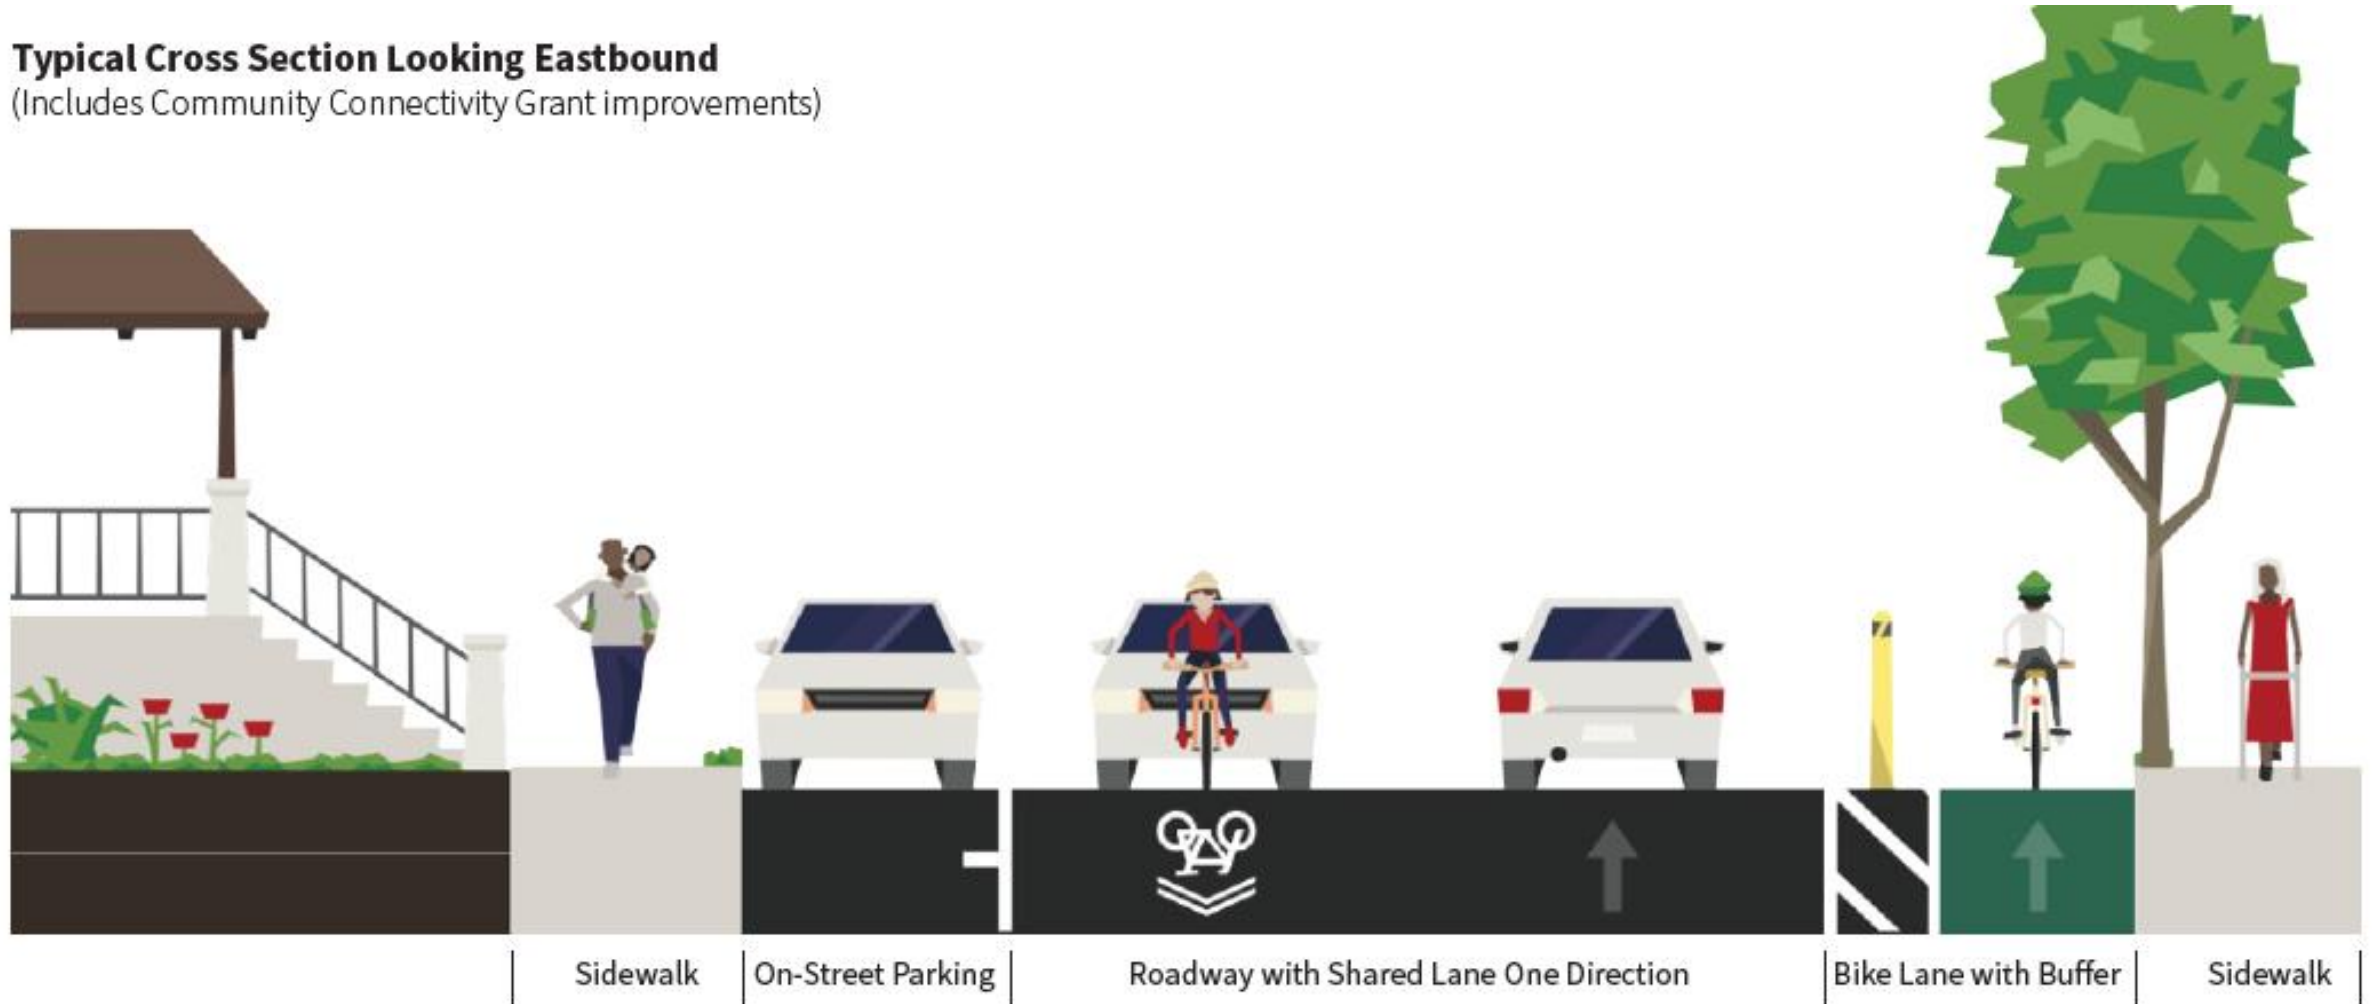 Typical Cross Section Looking Eastbound
(Includes Community Connectivity Grant improvements)
Sidewalk
On-Street Parking
Roadway with Shared Lane One Direction
Bike Lane with Buffer
Sidewalk